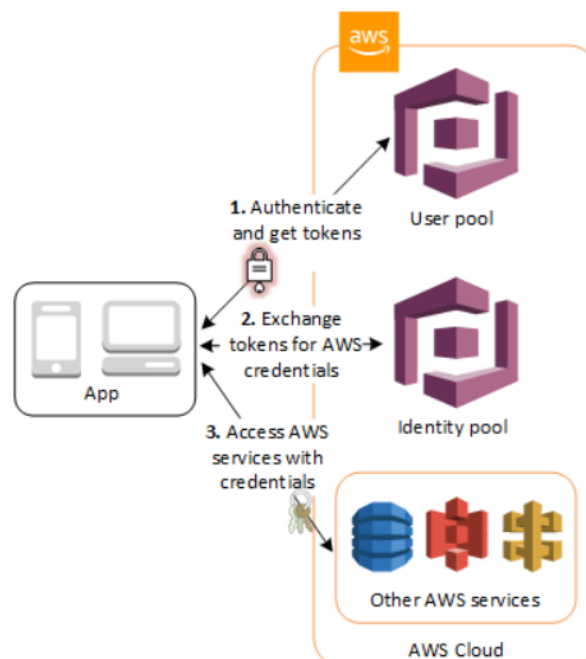 aws
1. Authenticate
and get tokens
User pool
2. Exchange
tokens for AWS
credentials
App
Identity pool
3. Access AWS
services with
credentials
Other AWS services
AWS Cloud